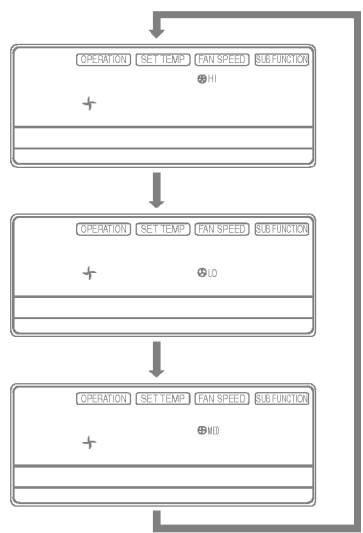 OPERATION SET TEMP FAN SPEED SUB FUNCTION
HI
OPERATION SET TEMP FAN SPEED SUB FUNCTION
LO
OPERATION SET TEMP FAN SPEED SUB FUNCTION
MED